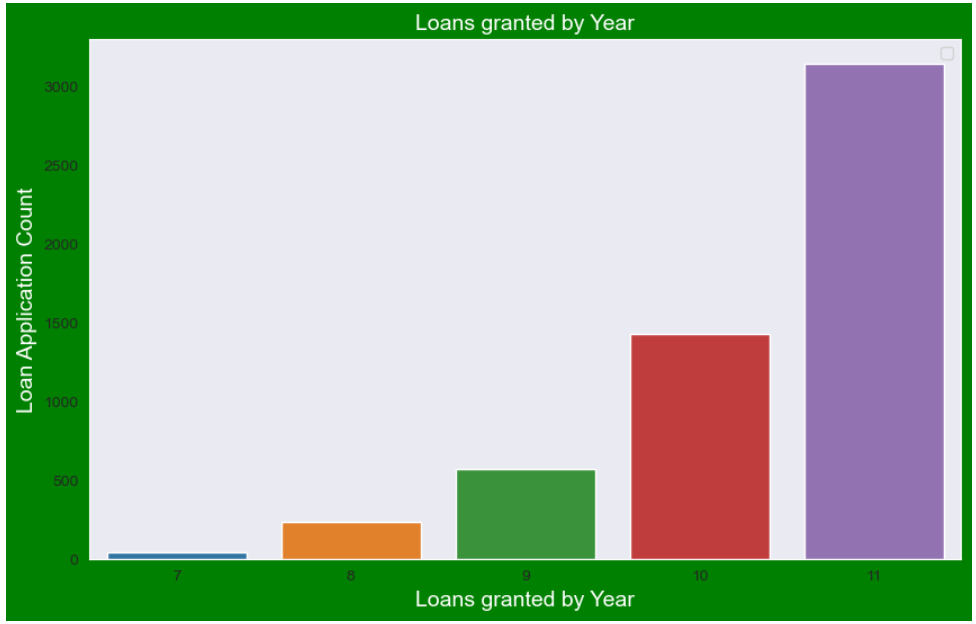 Loans granted by Year
Loan Application Count
3000
2500
2000
1500
1000
500
0
7 8 9 10 11
Loans granted by Year